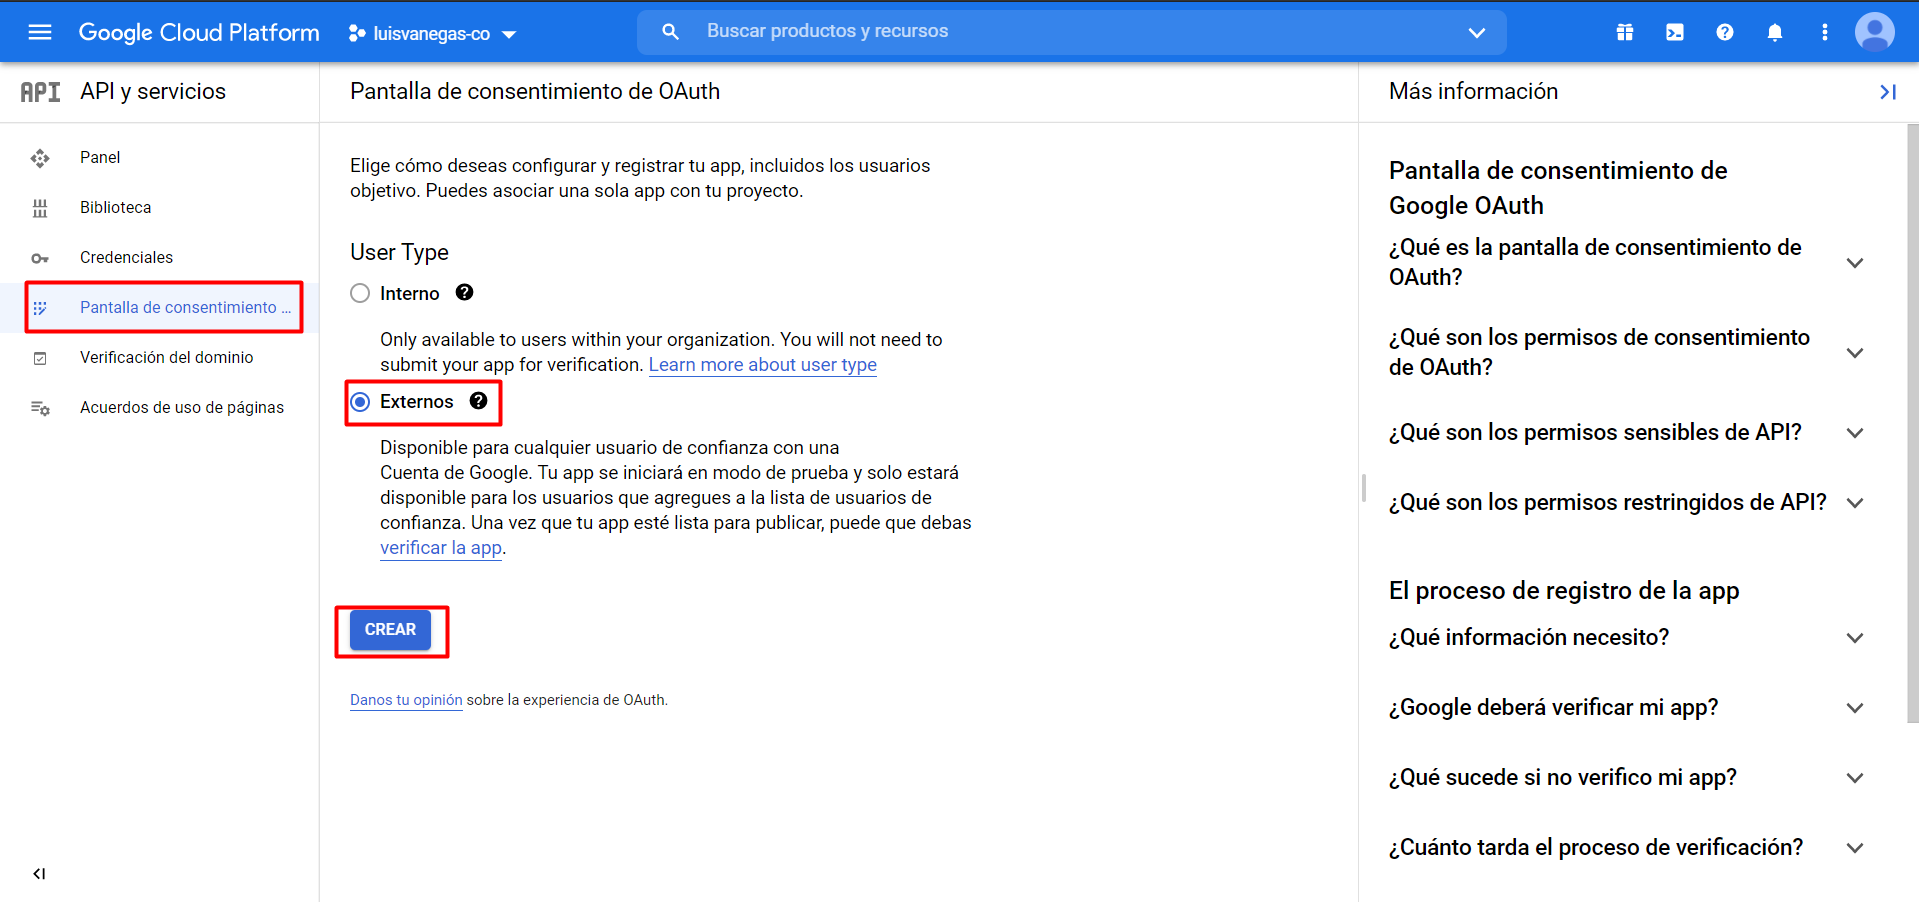 Google Cloud Platform
luisvanegas-co
Buscar productos y recursos
API
API y servicios
Panel
Biblioteca
Credenciales
Pantalla de consentimiento ...
Verificación del dominio
Acuerdos de uso de páginas
Pantalla de consentimiento de OAuth
Elige cómo deseas configurar y registrar tu app, incluidos los usuarios
objetivo. Puedes asociar una sola app con tu proyecto.
User Type
Interno
Only available to users within your organization. You will not need to
submit your app for verification. Learn more about user type
Externos
Disponible para cualquier usuario de confianza con una
Cuenta de Google. Tu app se iniciará en modo de prueba y solo estará
disponible para los usuarios que agregues a la lista de usuarios de
confianza. Una vez que tu app esté lista para publicar, puede que debas
verificar la app.
CREAR
Danos tu opinión sobre la experiencia de OAuth.
Más información
Pantalla de consentimiento de
Google OAuth
¿Qué es la pantalla de consentimiento de
OAuth?
¿Qué son los permisos de consentimiento
de OAuth?
¿Qué son los permisos sensibles de API?
¿Qué son los permisos restringidos de API?
El proceso de registro de la app
¿Qué información necesito?
¿Google deberá verificar mi app?
¿Qué sucede si no verifico mi app?
¿Cuánto tarda el proceso de verificación?